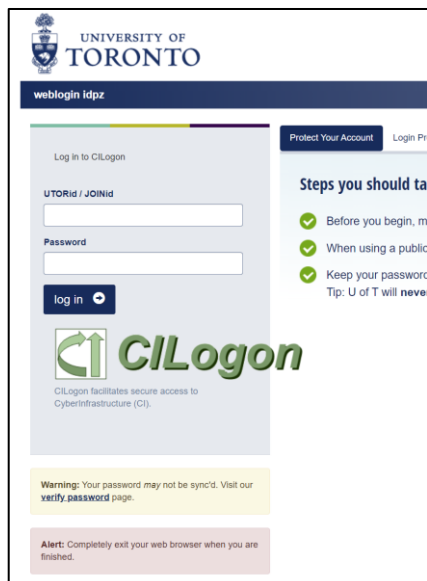 UNIVERSITY OF
TORONTO
weblogin idpz
Log in to CILogon
UTORid / JOINid
Password
log in
CILogon
CILogon facilitates secure access to
CyberInfrastructure (CI).
Warning: Your password may not be sync'd. Visit our
verify password page.
Alert: Completely exit your web browser when you are
finished.
Protect Your Account Login Pr
Steps you should ta
Before you begin, m
When using a public
Keep your password
Tip: U of T will neve